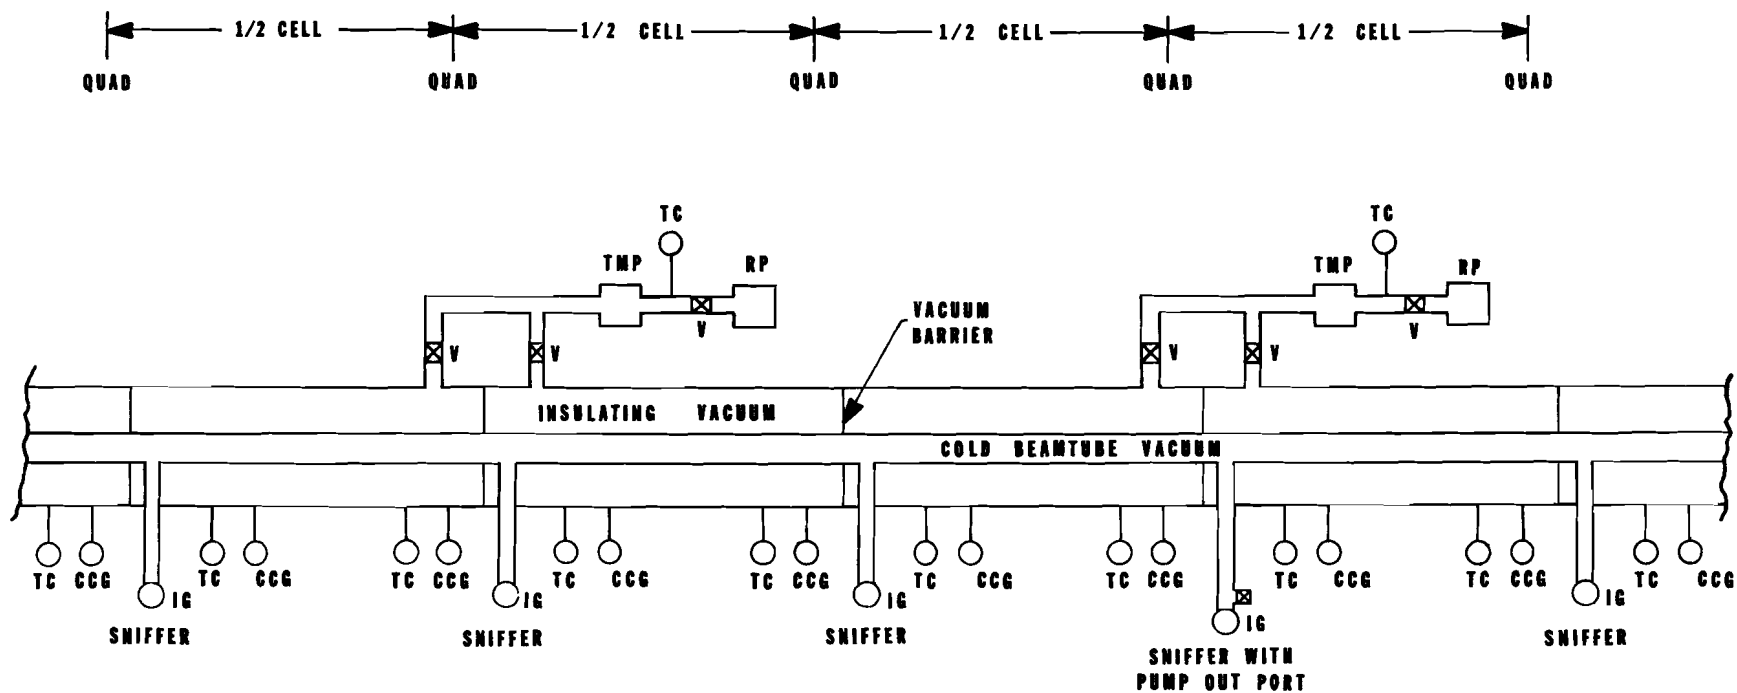 1/2 CELL 1/2 CELL 1/2 CELL 1/2 CELL
QUAD QUAD QUAD QUAD QUAD
TC TC
TMP RP TMP RP
V V
VACUUM
BARRIER
V V V V
INSULATING VACUUM
COLD BEAMTUBE VACUUM
TC CCG TC CCG TC CCG TC CCG TC CCG TC CCG TC CCG TC CCG TC CCG TC CCG
IG IG IG IG IG
SNIFFER SNIFFER SNIFFER SNIFFER
SNIFFER WITH
PUMP OUT PORT